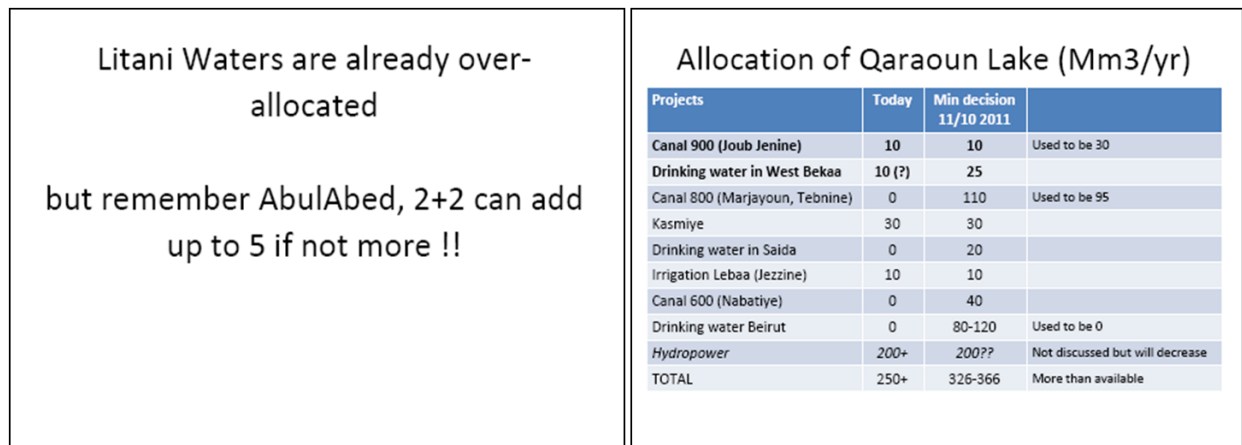 Litani Waters are already over-
allocated
but remember AbulAbed, 2+2 can add
up to 5 if not more !!
Allocation of Qaraoun Lake (Mm3/yr)
Projects Today Min decision
11/10 2011
Canal 900 (Joub Jenine) 10 10 Used to be 30
Drinking water in West Bekaa 10 (?) 25
Canal 800 (Marjayoun, Tebnine) 0 110 Used to be 95
Kasmiye 30 30
Drinking water in Saida 0 20
Irrigation Lebaa (Jezzine) 10 10
Canal 600 (Nabatiye) 0 40
Drinking water Beirut 0 80-120 Used to be 0
Hydropower 200+ 200?? Not discussed but will decrease
TOTAL 250+ 326-366 More than available